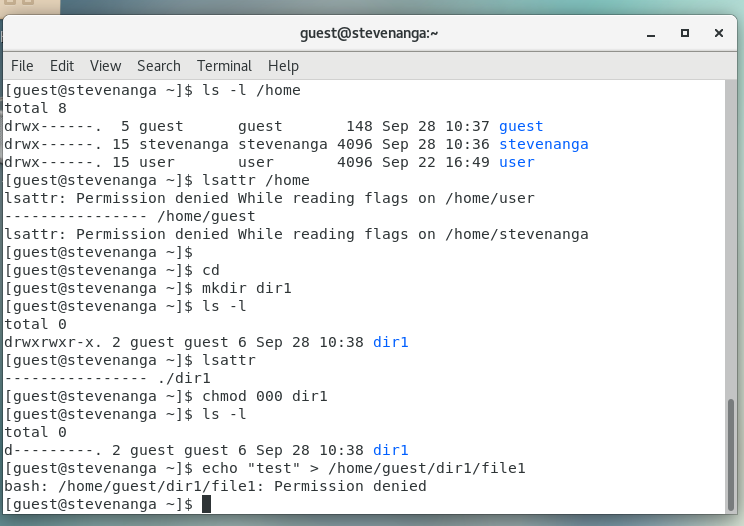 guest@stevenanga:~
File Edit View Search Terminal Help
[guest@stevenanga ~]$ ls -l /home
total 8
drwx------.  5 guest      guest       148 Sep 28 10:37 guest
drwx------. 15 stevenanga stevenanga 4096 Sep 28 10:36 stevenanga
drwx------. 15 user       user       4096 Sep 22 16:49 user
[guest@stevenanga ~]$ lsattr /home
lsattr: Permission denied While reading flags on /home/user
---------------- /home/guest
lsattr: Permission denied While reading flags on /home/stevenanga
[guest@stevenanga ~]$
[guest@stevenanga ~]$ cd
[guest@stevenanga ~]$ mkdir dir1
[guest@stevenanga ~]$ ls -l
total 0
drwxrwxr-x. 2 guest guest 6 Sep 28 10:38 dir1
[guest@stevenanga ~]$ lsattr
---------------- ./dir1
[guest@stevenanga ~]$ chmod 000 dir1
[guest@stevenanga ~]$ ls -l
total 0
d---------. 2 guest guest 6 Sep 28 10:38 dir1
[guest@stevenanga ~]$ echo "test" > /home/guest/dir1/file1
bash: /home/guest/dir1/file1: Permission denied
[guest@stevenanga ~]$